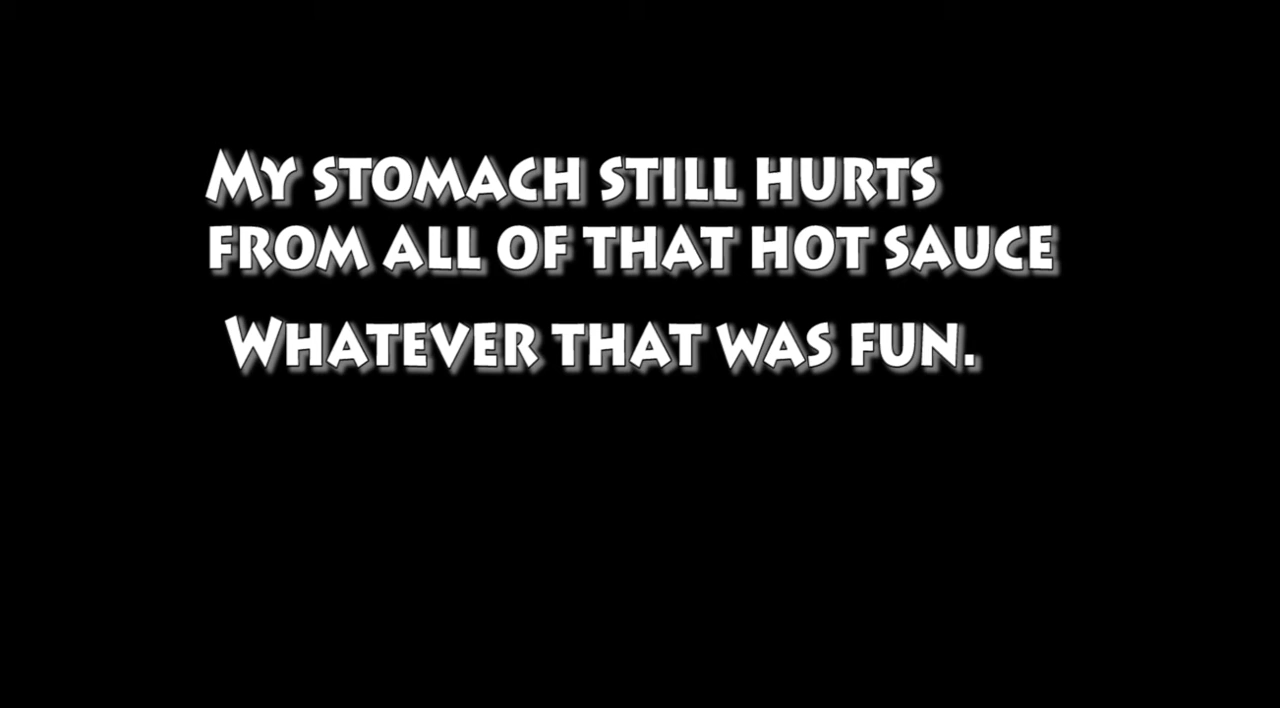 My stomach still hurts
from all of that hot sauce
Whatever that was fun.